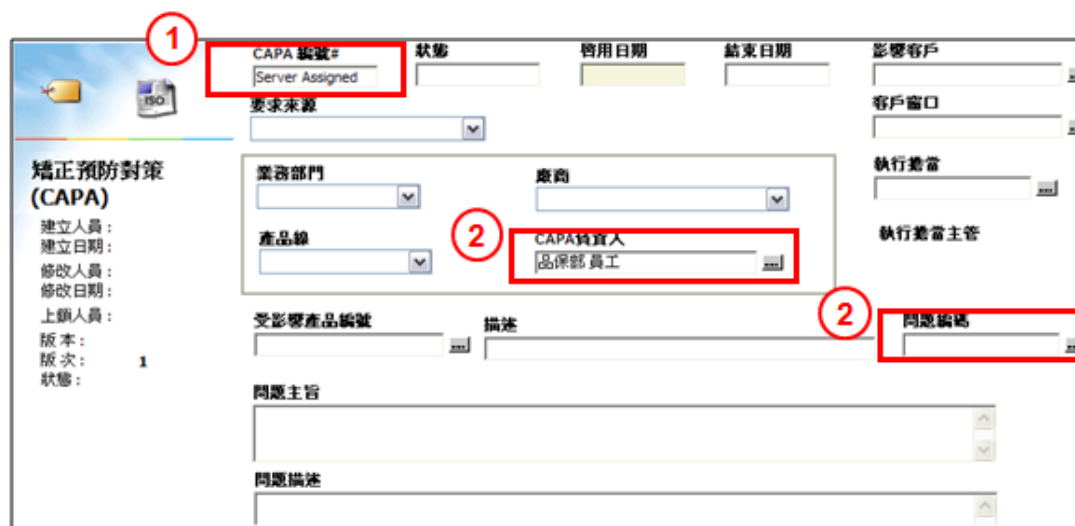 1
CAPA 編號# 狀態 啓用日期 結束日期 影響客戶
Server Assigned
要求來源 客戶窗口
ISO
矯正預防對策
(CAPA)
業務部門 廠商 執行擔當
建立人員：
建立日期：
修改人員：
修改日期：
上鎖人員：
版本：
版次： 1
狀態：
產品線 2 CAPA負責人 執行擔當主管
品保部 員工
受影響產品編號 描述 2 問題編碼
問題主旨
問題描述